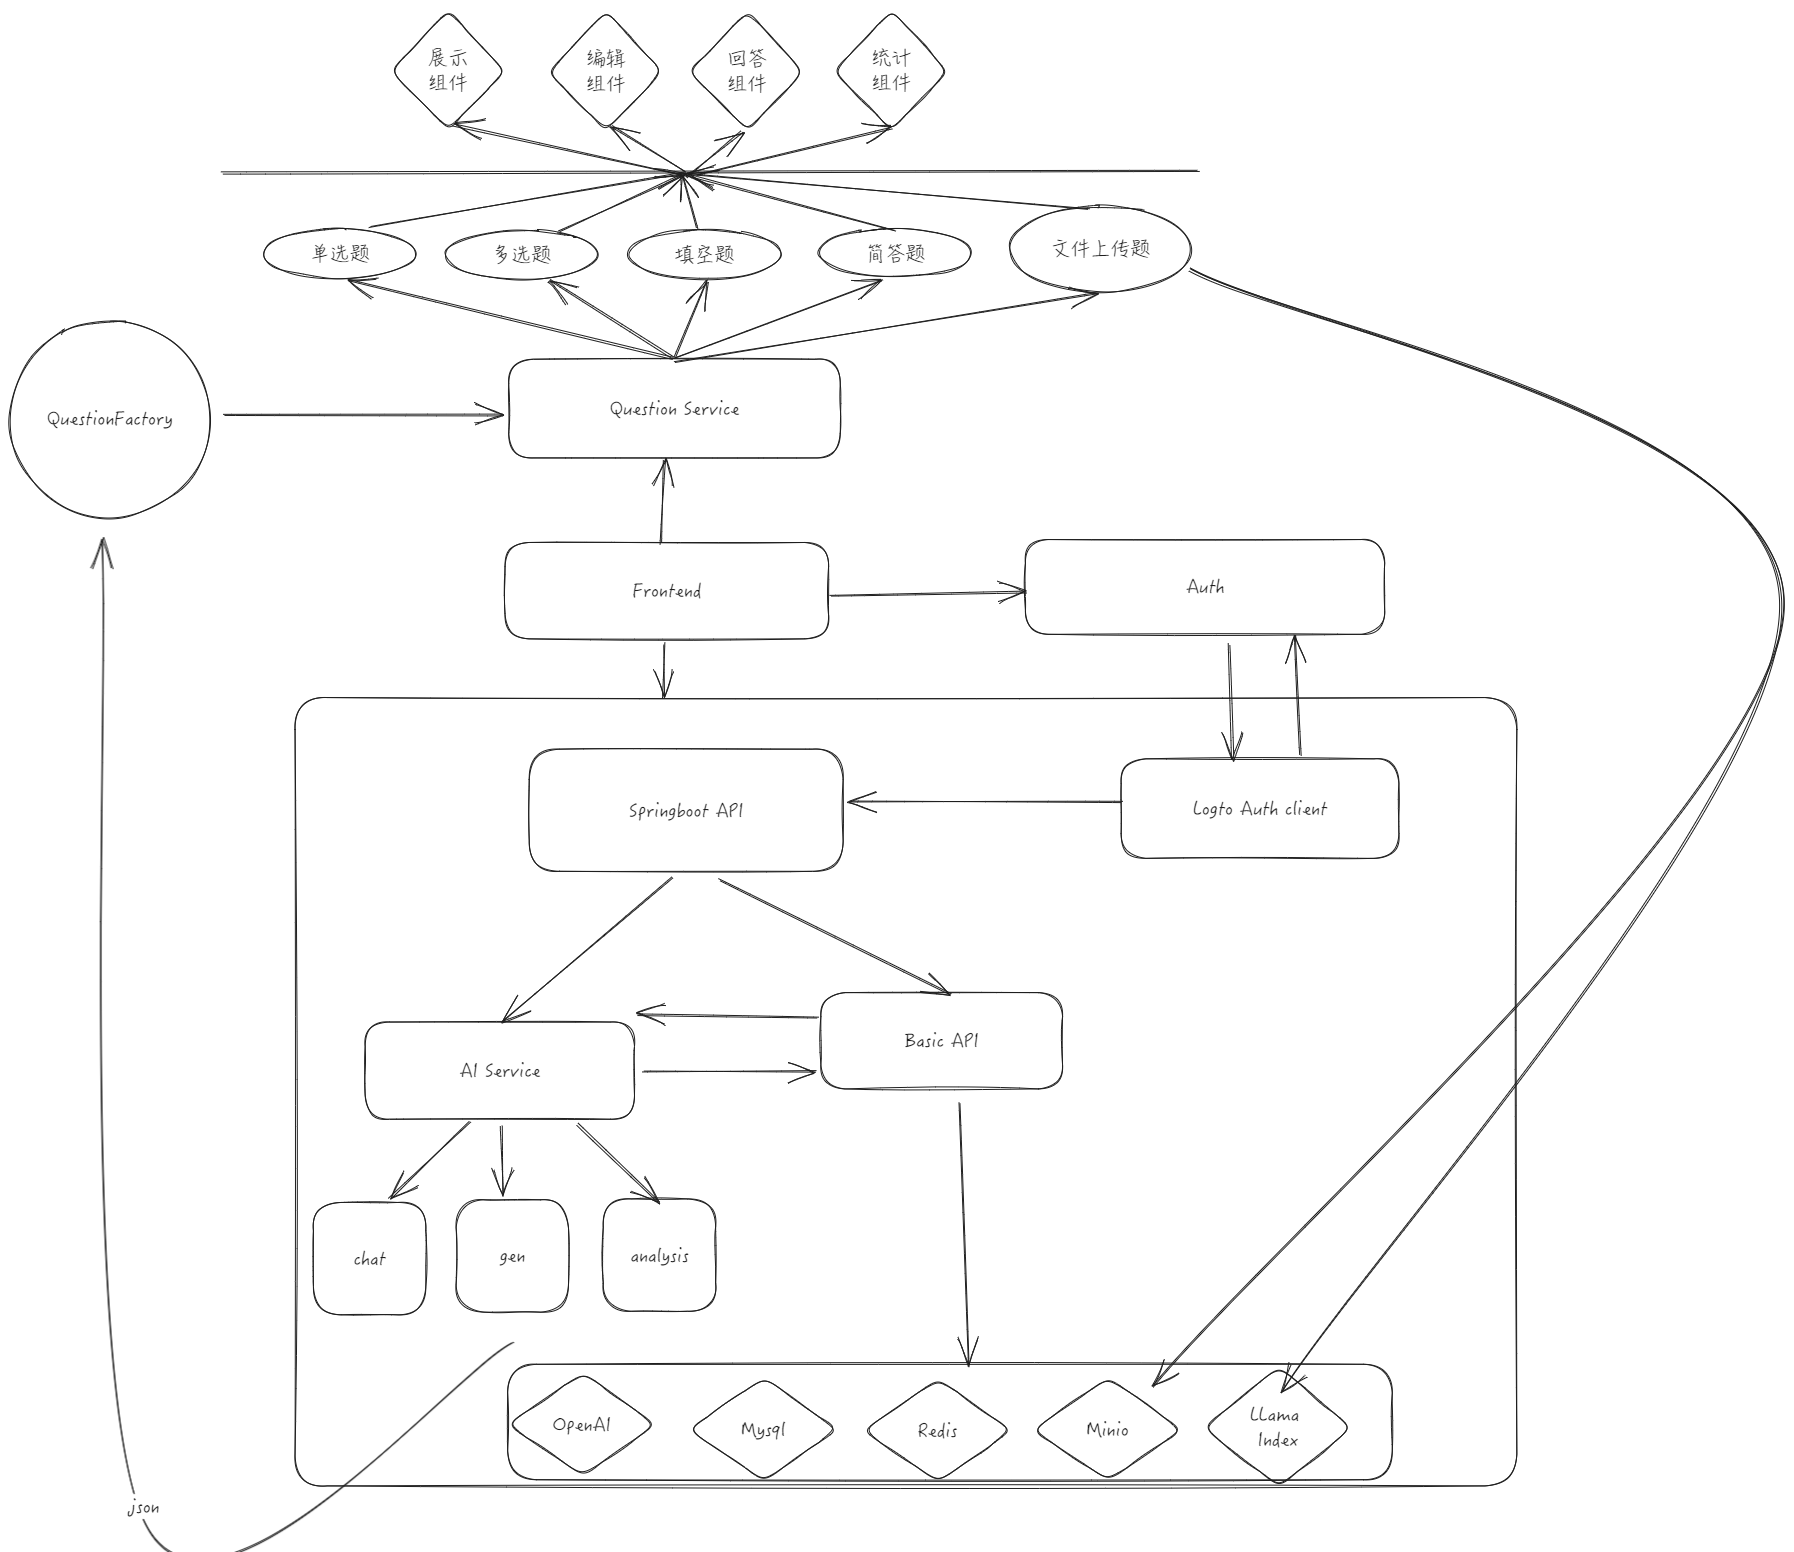 展示
组件
编辑
组件
回答
组件
统计
组件
单选题
多选题
填空题
简答题
文件上传题
QuestionFactory
Question Service
Frontend
Auth
Springboot API
Logto Auth client
AI Service
Basic API
chat
gen
analysis
OpenAI
Mysql
Redis
Minio
LLama
Index
json